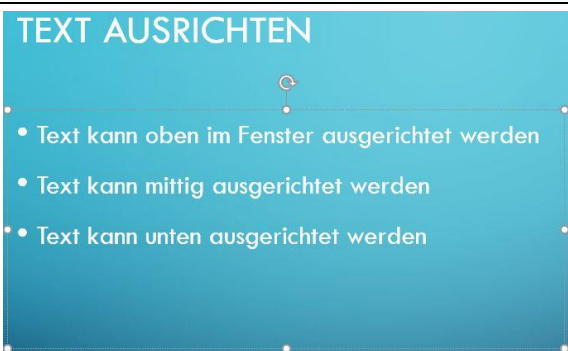 TEXT AUSRICHTEN
• Text kann oben im Fenster ausgerichtet werden
• Text kann mittig ausgerichtet werden
• Text kann unten ausgerichtet werden